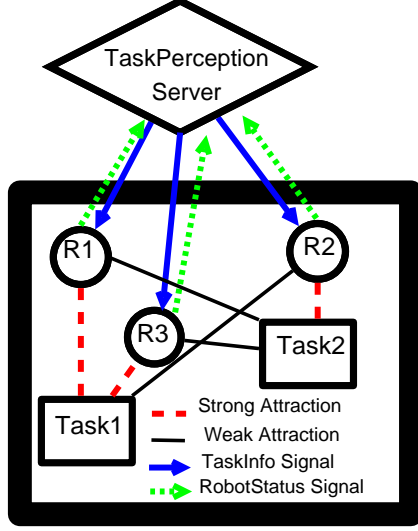 TaskPerception
Server
R1
R2
R3
Task2
Task1
Strong Attraction
Weak Attraction
TaskInfo Signal
RobotStatus Signal